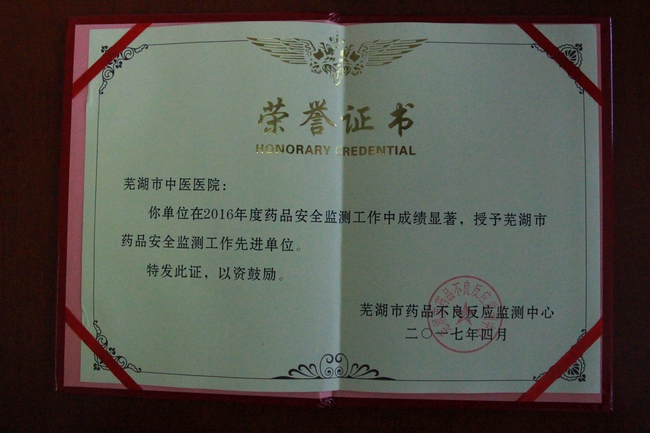 荣誉证书
HONORARY CREDENTIAL
芜湖市中医医院：
你单位在2016年度药品安全监测工作中成绩显著，授予芜湖市
药品安全监测工作先进单位。
特发此证，以资鼓励。
芜湖市药品不良反应监测中心
二〇一七年四月